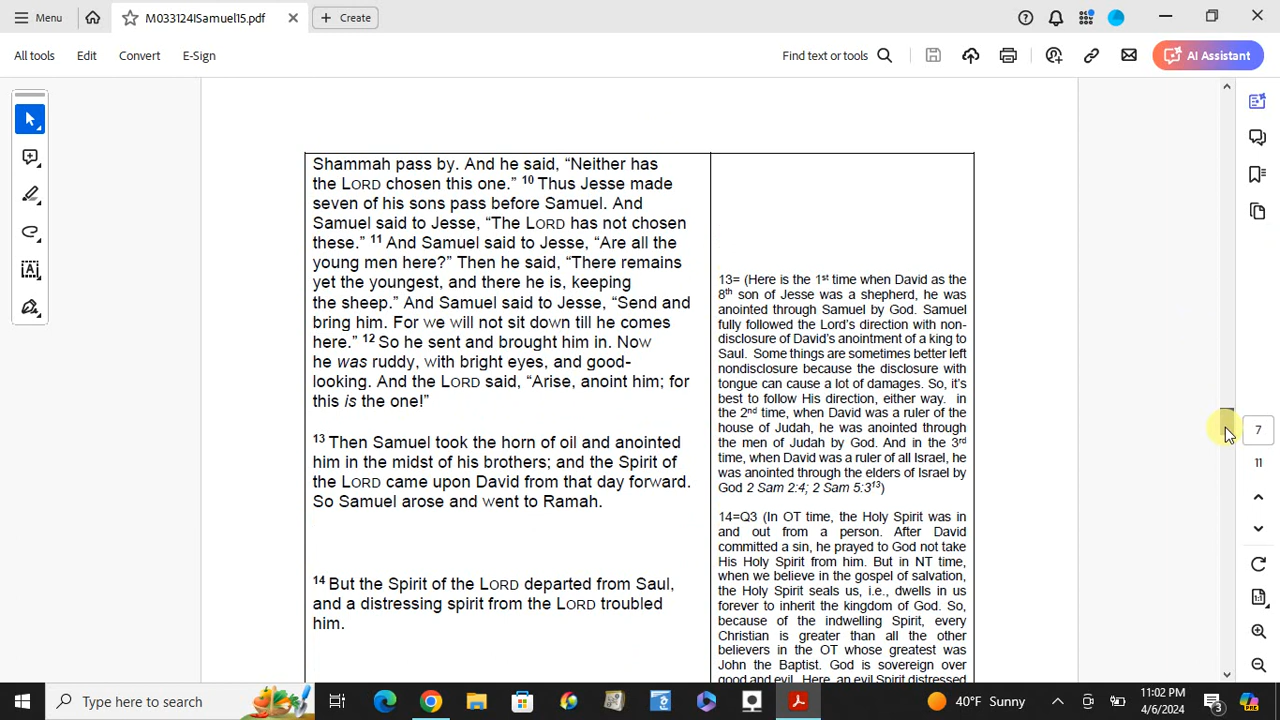 Menu
M033124ISamuel15.pdf
Create
All tools
Edit
Convert
E-Sign
Find text or tools
AI Assistant
Shammah pass by. And he said, “Neither has
the LORD chosen this one.” 10 Thus Jesse made
seven of his sons pass before Samuel. And
Samuel said to Jesse, “The LORD has not chosen
these.” 11 And Samuel said to Jesse, “Are all the
young men here?” Then he said, “There remains
yet the youngest, and there he is, keeping
the sheep.” And Samuel said to Jesse, “Send and
bring him. For we will not sit down till he comes
here.” 12 So he sent and brought him in. Now
he was ruddy, with bright eyes, and good-
looking. And the LORD said, “Arise, anoint him; for
this is the one!”
13 Then Samuel took the horn of oil and anointed
him in the midst of his brothers; and the Spirit of
the LORD came upon David from that day forward.
So Samuel arose and went to Ramah.
14 But the Spirit of the LORD departed from Saul,
and a distressing spirit from the LORD troubled
him.
13= (Here is the 1st time when David as the
8th son of Jesse was a shepherd, he was
anointed through Samuel by God. Samuel
fully followed the Lord’s direction with non-
disclosure of David’s anointment of a king to
Saul. Some things are sometimes better left
nondisclosure because the disclosure with
tongue can cause a lot of damages. So, it’s
best to follow His direction, either way. in
the 2nd time, when David was a ruler of the
house of Judah, he was anointed through
the men of Judah by God. And in the 3rd
time, when David was a ruler of all Israel, he
was anointed through the elders of Israel by
God 2 Sam 2:4; 2 Sam 5:3 13)
14=Q3 (In OT time, the Holy Spirit was in
and out from a person. After David
committed a sin, he prayed to God not take
His Holy Spirit from him. But in NT time,
when we believe in the gospel of salvation,
the Holy Spirit seals us, i.e., dwells in us
forever to inherit the kingdom of God. So,
because of the indwelling Spirit, every
Christian is greater than all the other
believers in the OT whose greatest was
John the Baptist. God is sovereign over
good and evil. Here, an evil Spirit distressed
7
11
Type here to search
40°F Sunny
11:02 PM
4/6/2024
3